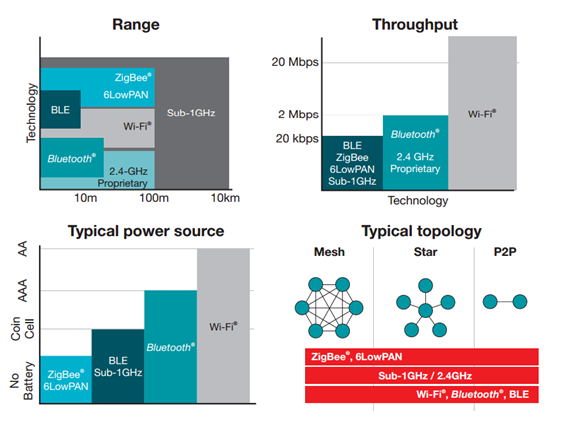 Range
Technology
ZigBee®
6LowPAN
BLE
Wi-Fi®
Sub-1GHz
Bluetooth®
2.4-GHz
Proprietary
10m
100m
10km
Throughput
20 Mbps
2 Mbps
20 kbps
Wi-Fi®
Bluetooth®
2.4 GHz
Proprietary
BLE
ZigBee
6LowPAN
Sub-1GHz
Technology
Typical power source
AA
AAA
Coin
Cell
No
Battery
ZigBee®
6LowPAN
BLE
Sub-1GHz
Bluetooth®
Wi-Fi®
Typical topology
Mesh
Star
P2P
ZigBee®, 6LowPAN
Sub-1GHz / 2.4GHz
Wi-Fi®, Bluetooth®, BLE